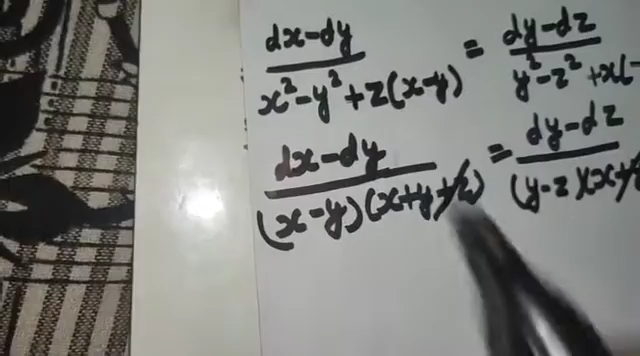 dx-dy / x²-y²+z(x-y) = dy-dz / y²-z²+x(-
dx-dy / (x-y)(x+y+z) = dy-dz / (y-z)(x+y